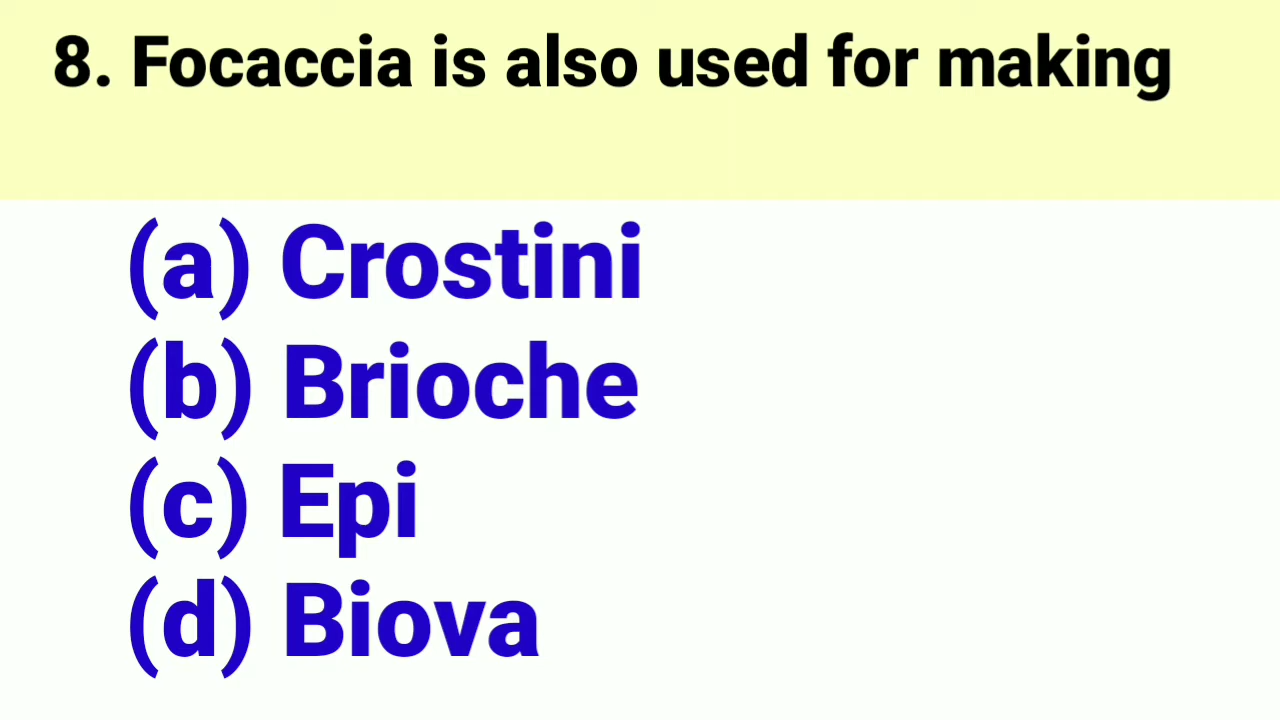 8. Focaccia is also used for making
(a) Crostini
(b) Brioche
(c) Epi
(d) Biova